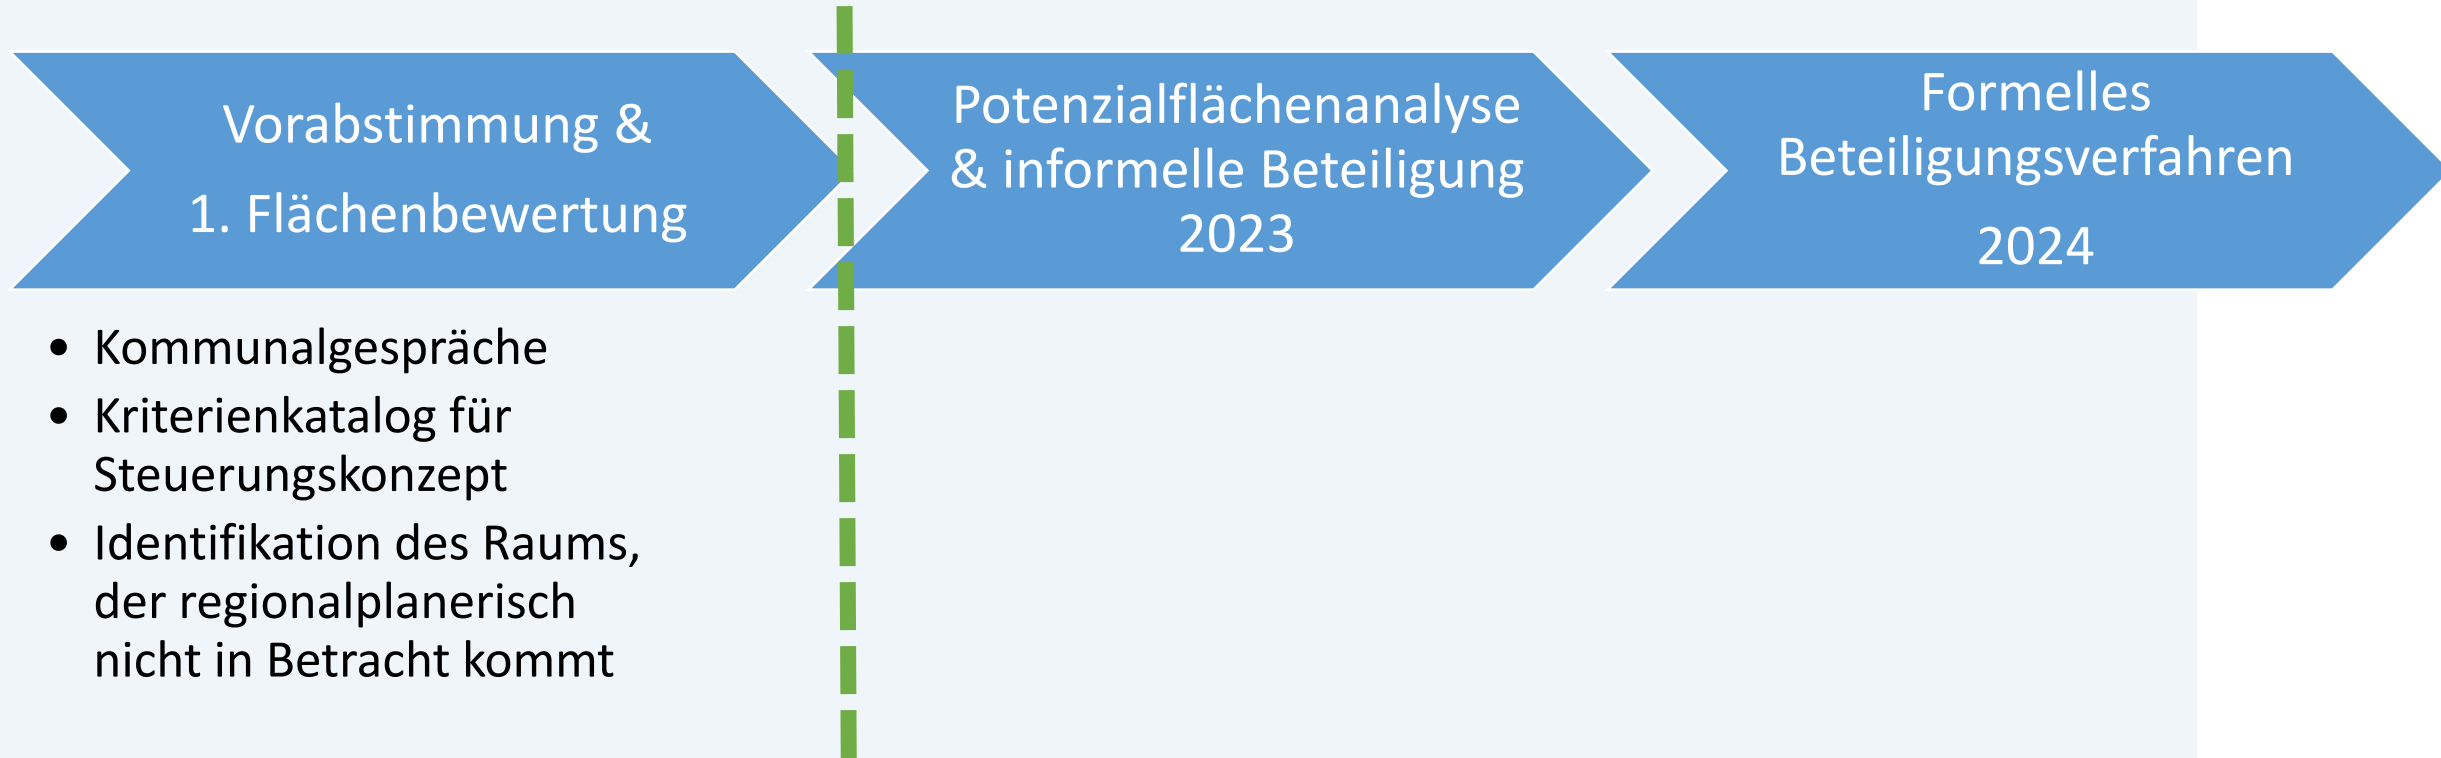 Vorabstimmung &
1. Flächenbewertung
Potenzialflächenanalyse
& informelle Beteiligung
2023
Formelles
Beteiligungsverfahren
2024
• Kommunalgespräche
• Kriterienkatalog für
Steuerungskonzept
• Identifikation des Raums,
der regionalplanerisch
nicht in Betracht kommt